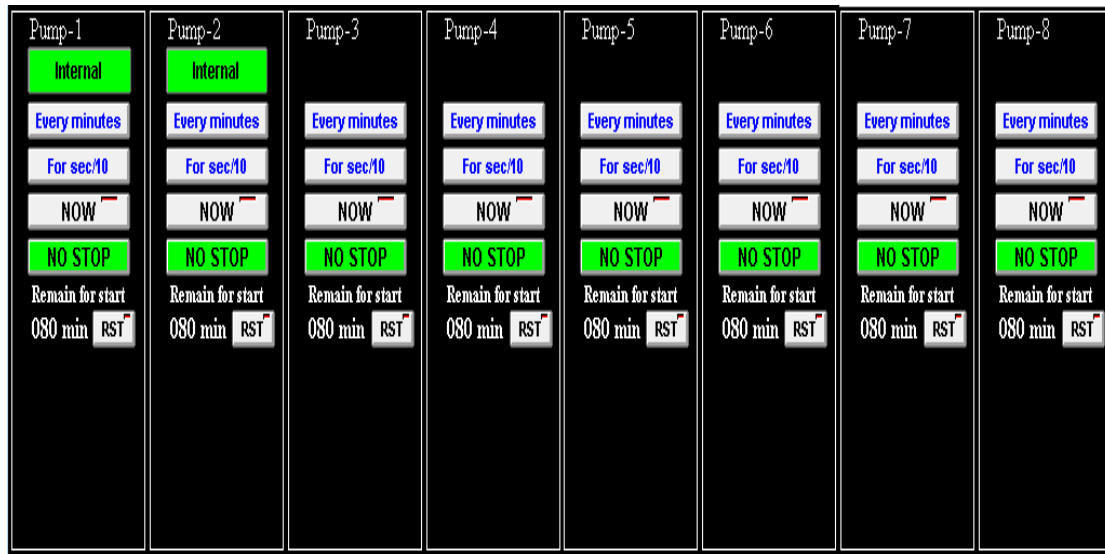 Pump-1 Pump-2 Pump-3 Pump-4 Pump-5 Pump-6 Pump-7 Pump-8
Internal Internal
Every minutes Every minutes Every minutes Every minutes Every minutes Every minutes Every minutes Every minutes
For sec/10 For sec/10 For sec/10 For sec/10 For sec/10 For sec/10 For sec/10 For sec/10
NOW NOW NOW NOW NOW NOW NOW NOW
NO STOP NO STOP NO STOP NO STOP NO STOP NO STOP NO STOP NO STOP
Remain for start Remain for start Remain for start Remain for start Remain for start Remain for start Remain for start Remain for start
080 min RST 080 min RST 080 min RST 080 min RST 080 min RST 080 min RST 080 min RST 080 min RST